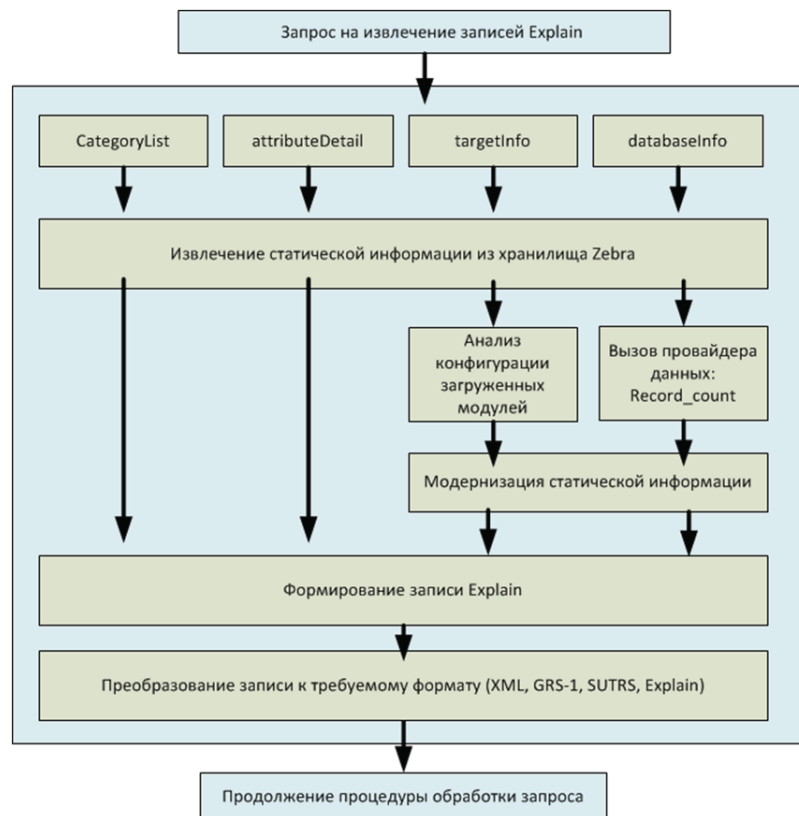 Запрос на извлечение записей Explain
CategoryList
attributeDetail
targetInfo
databaseInfo
Извлечение статической информации из хранилища Zebra
Анализ
конфигурации
загруженных
модулей
Вызов провайдера
данных:
Record_count
Модернизация статической информации
Формирование записи Explain
Преобразование записи к требуемому формату (XML, GRS-1, SUTRS, Explain)
Продолжение процедуры обработки запроса